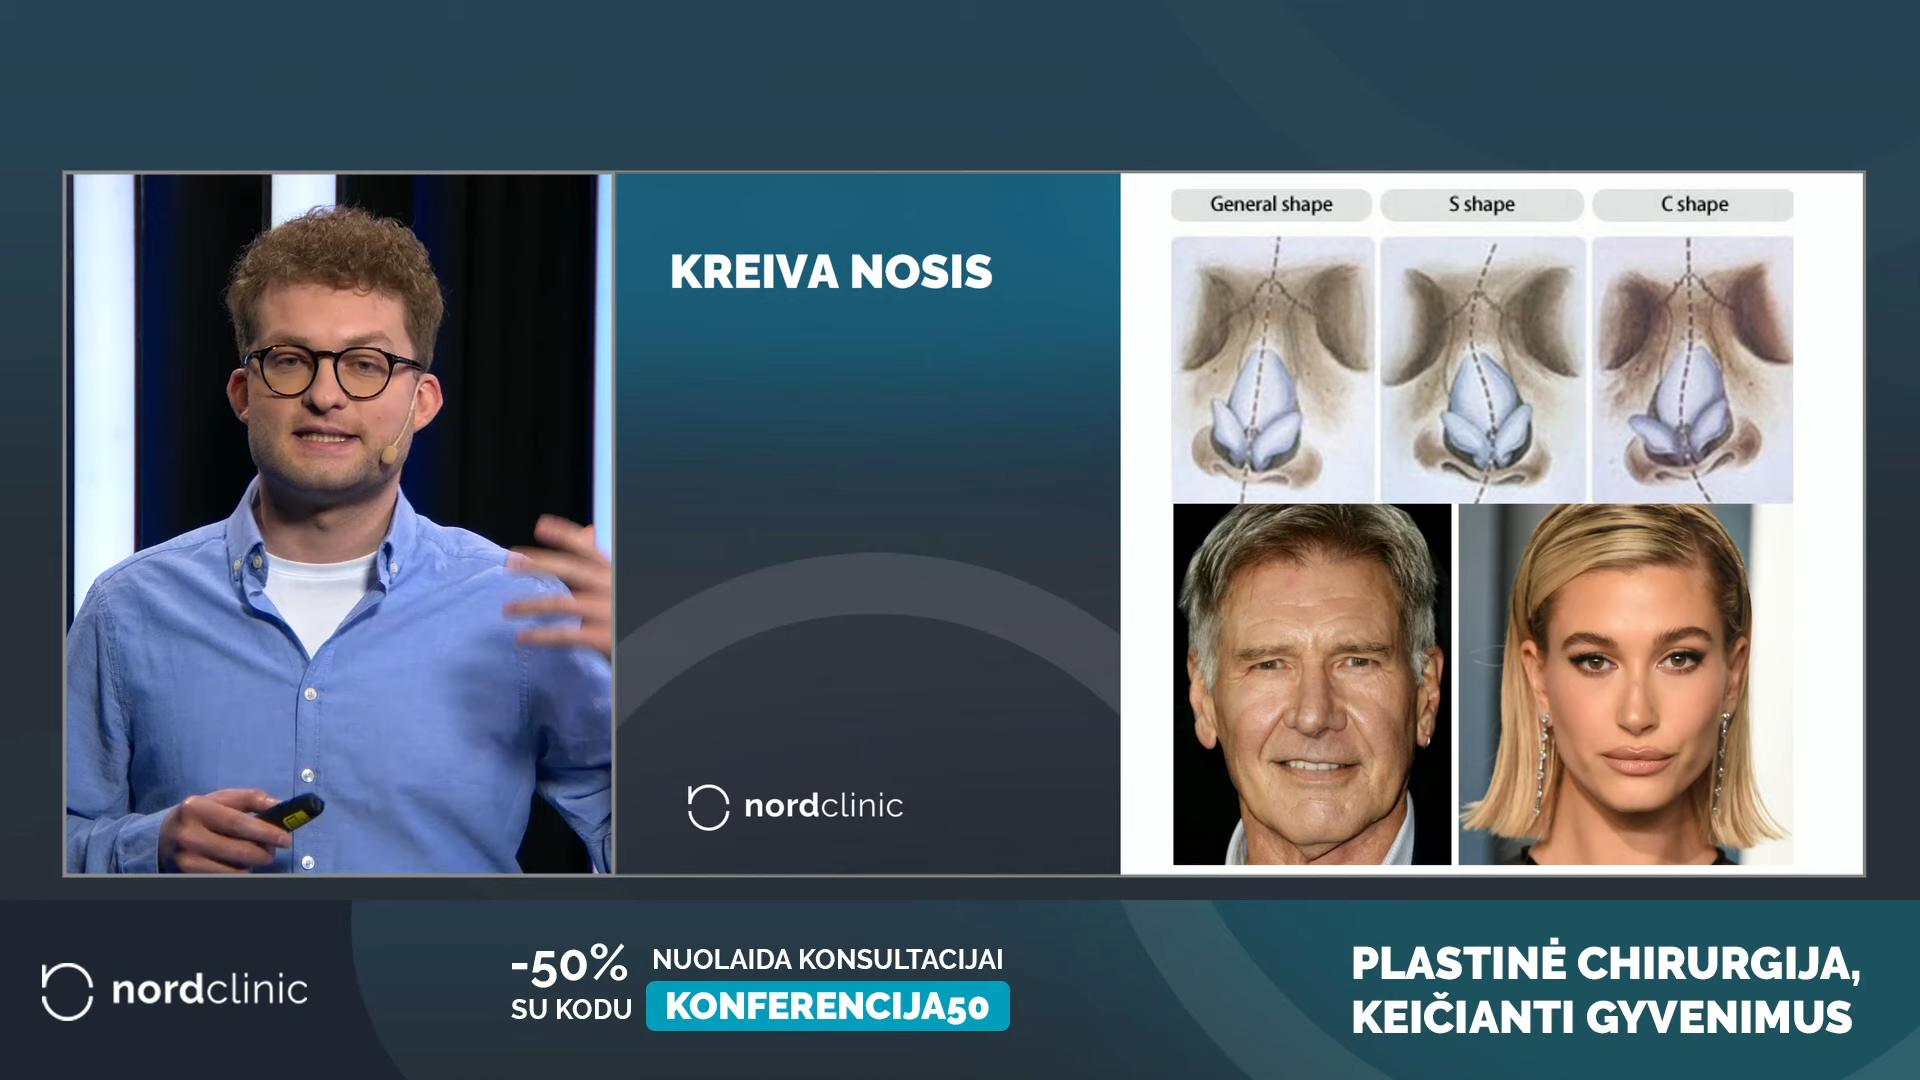 General shape
S shape
C shape
KREIVA NOSIS
nordclinic
nordclinic
-50%
NUOLAIDA KONSULTACIJAI
SU KODU
KONFERENCIJA50
PLASTINĖ CHIRURGIJA,
KEIČIANTI GYVENIMUS